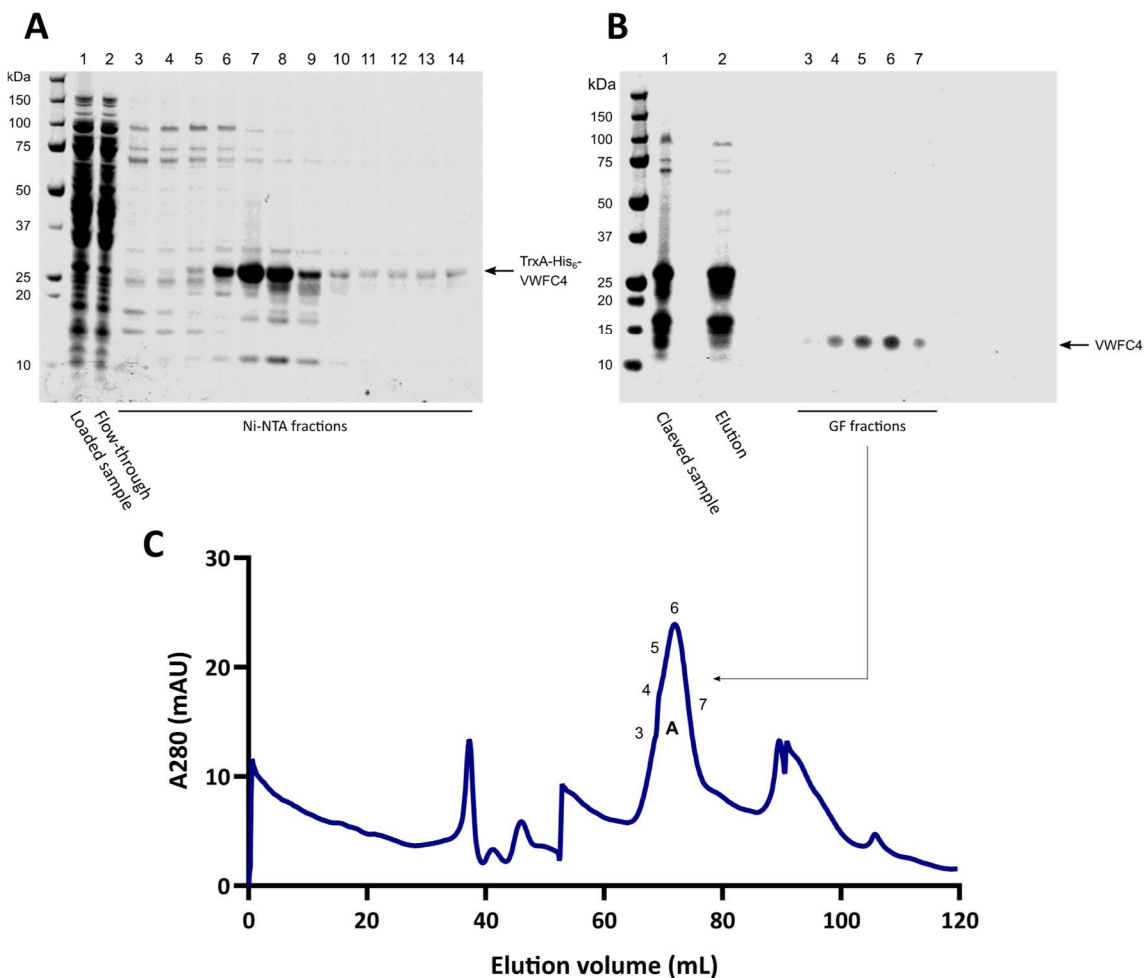 A
1 2 3 4 5 6 7 8 9 10 11 12 13 14
kDa
150
100
75
50
37
25
20
10
TrxA-His₆-
VWFC4
Loaded sample
Flow-through
Ni-NTA fractions
B
1 2 3 4 5 6 7
kDa
150
100
75
50
37
25
20
15
10
VWFC4
Claeved sample
Elution
GF fractions
C
A280 (mAU)
30
20
10
0
3
4
5
6
7
A
0 20 40 60 80 100 120
Elution volume (mL)